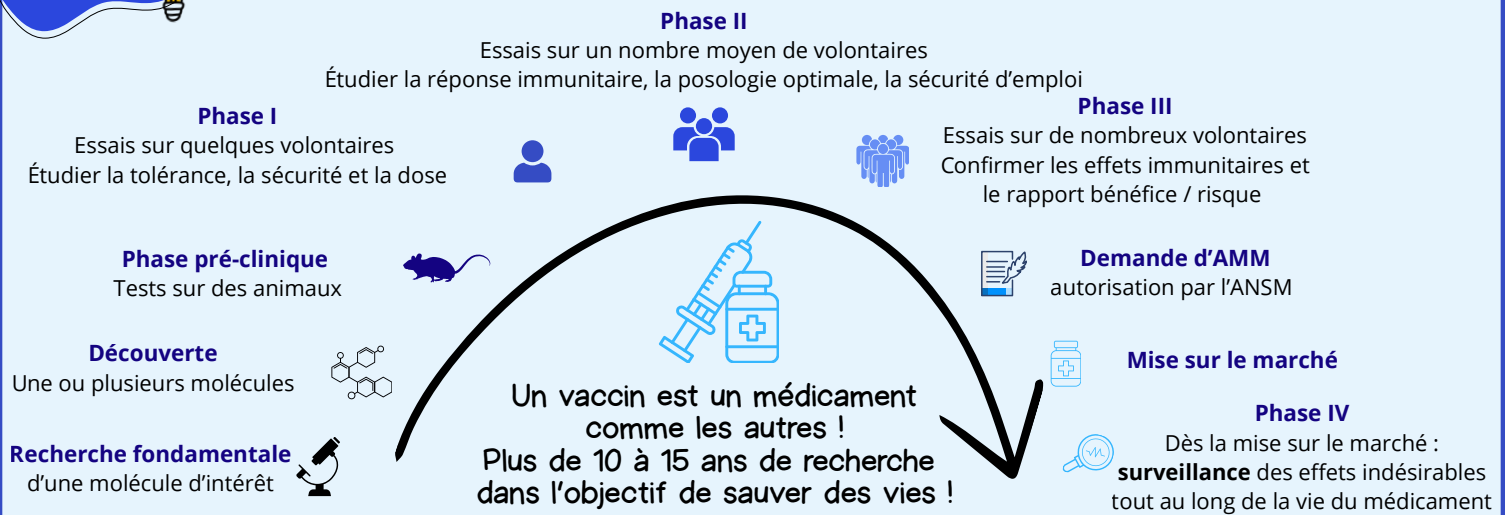 Recherche fondamentale
d'une molécule d'intérêt
Découverte
Une ou plusieurs molécules
Phase pré-clinique
Tests sur des animaux
Phase I
Essais sur quelques volontaires
Étudier la tolérance, la sécurité et la dose
Phase II
Essais sur un nombre moyen de volontaires
Étudier la réponse immunitaire, la posologie optimale, la sécurité d'emploi
Phase III
Essais sur de nombreux volontaires
Confirmer les effets immunitaires et
le rapport bénéfice / risque
Demande d'AMM
autorisation par l'ANSM
Mise sur le marché
Phase IV
Dès la mise sur le marché :
surveillance des effets indésirables
tout au long de la vie du médicament
Un vaccin est un médicament
comme les autres !
Plus de 10 à 15 ans de recherche
dans l'objectif de sauver des vies !